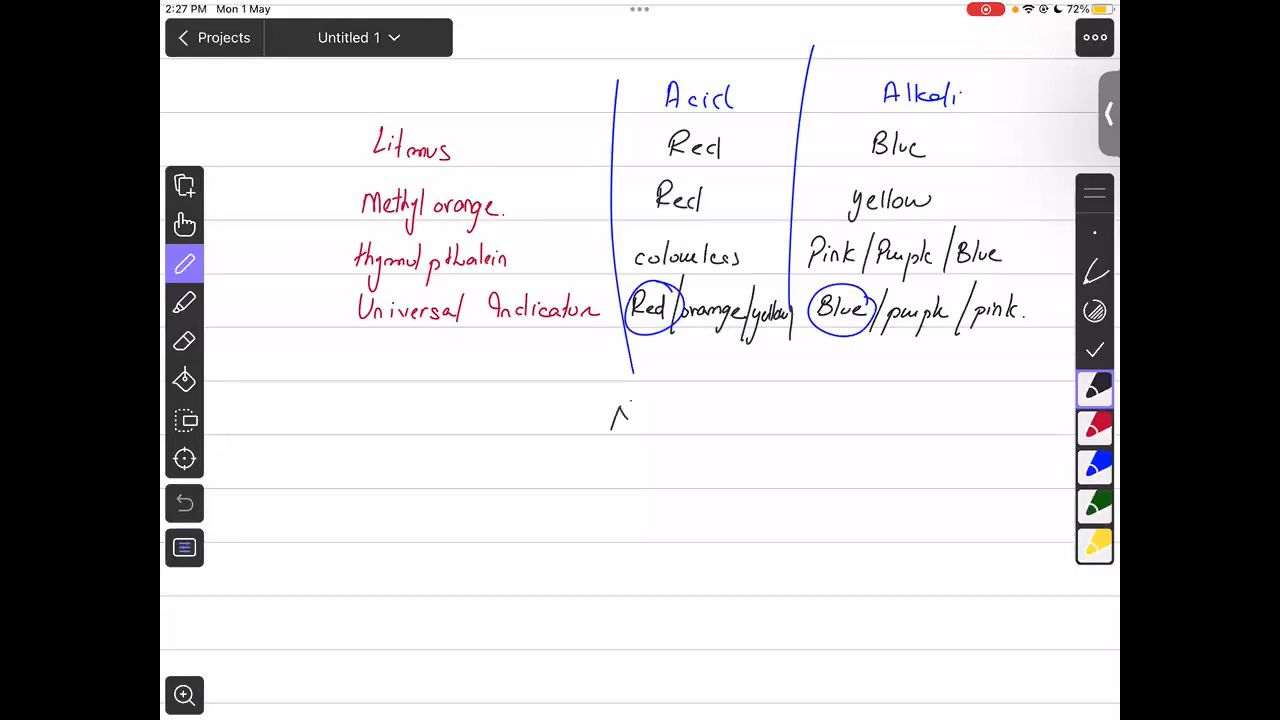 2:27 PM Mon 1 May
72%
Projects
Untitled 1
Acid Alkali
Litmus Red Blue
Methyl orange. Red yellow
thymolpthalein colourless Pink/Purple/Blue
Universal Indicator Red/orange/yellow Blue/purple/pink.